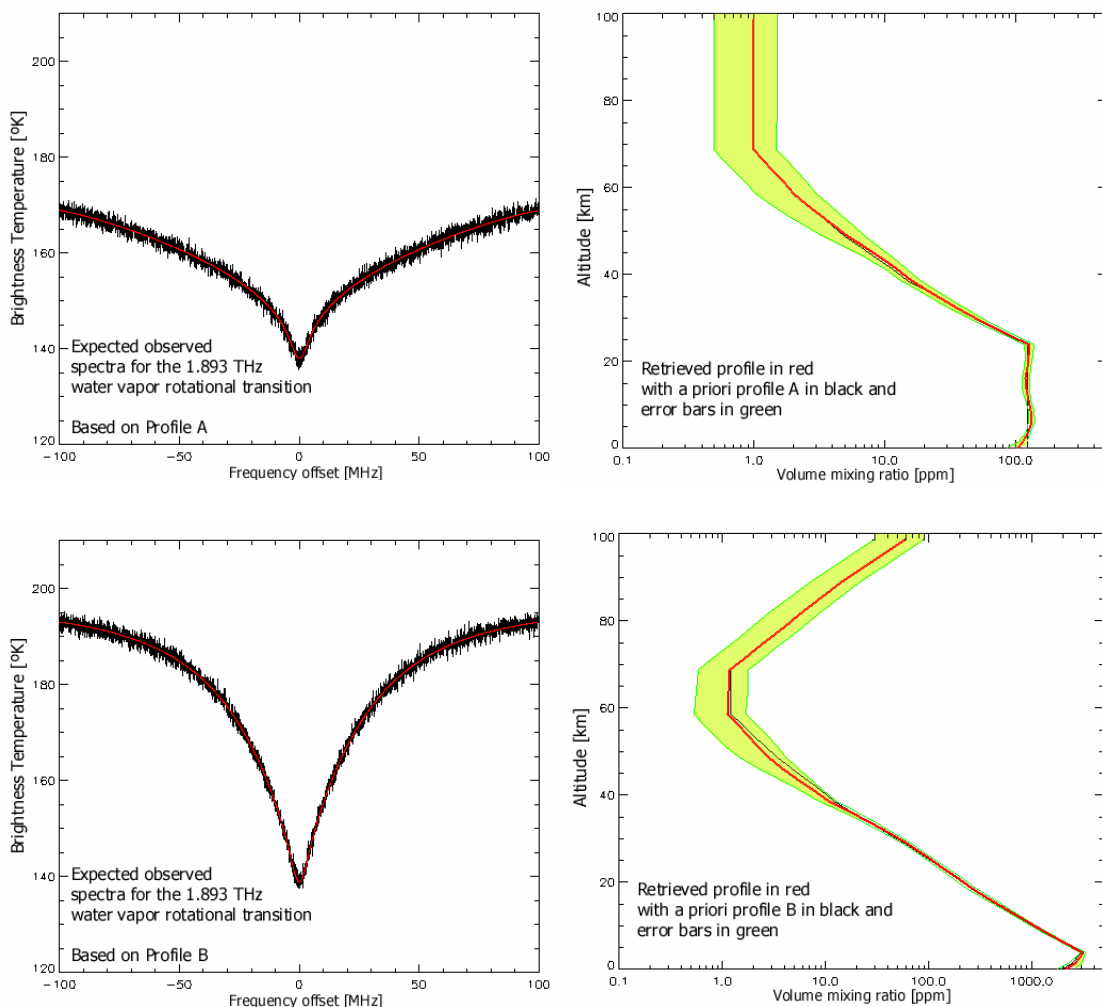 200
180
160
140
120
Brightness Temperature [ºK]
Expected observed
spectra for the 1.893 THz
water vapor rotational transition
Based on Profile A
-100
-50
0
50
100
Frequency offset [MHz]
100
80
60
40
20
0
Altitude [km]
Retrieved profile in red
with a priori profile A in black and
error bars in green
0.1
1.0
10.0
100.0
Volume mixing ratio [ppm]
200
180
160
140
120
Brightness Temperature [ºK]
Expected observed
spectra for the 1.893 THz
water vapor rotational transition
Based on Profile B
-100
-50
0
50
100
Frequency offset [MHz]
100
80
60
40
20
0
Altitude [km]
Retrieved profile in red
with a priori profile B in black and
error bars in green
0.1
1.0
10.0
100.0
1000.0
Volume mixing ratio [ppm]